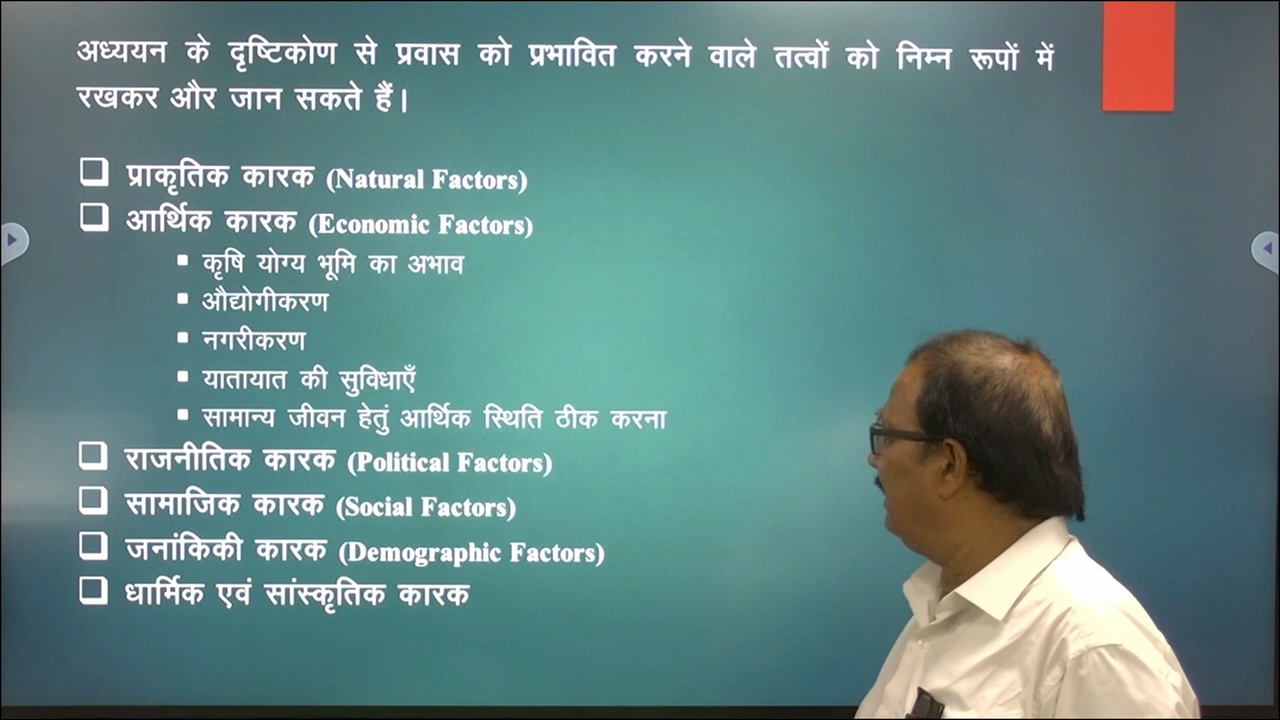 अध्ययन के दृष्टिकोण से प्रवास को प्रभावित करने वाले तत्वों को निम्न रूपों में
रखकर और जान सकते हैं।
प्राकृतिक कारक (Natural Factors)
आर्थिक कारक (Economic Factors)
कृषि योग्य भूमि का अभाव
औद्योगीकरण
नगरीकरण
यातायात की सुविधाएँ
सामान्य जीवन हेतुं आर्थिक स्थिति ठीक करना
राजनीतिक कारक (Political Factors)
सामाजिक कारक (Social Factors)
जनांकिकी कारक (Demographic Factors)
धार्मिक एवं सांस्कृतिक कारक